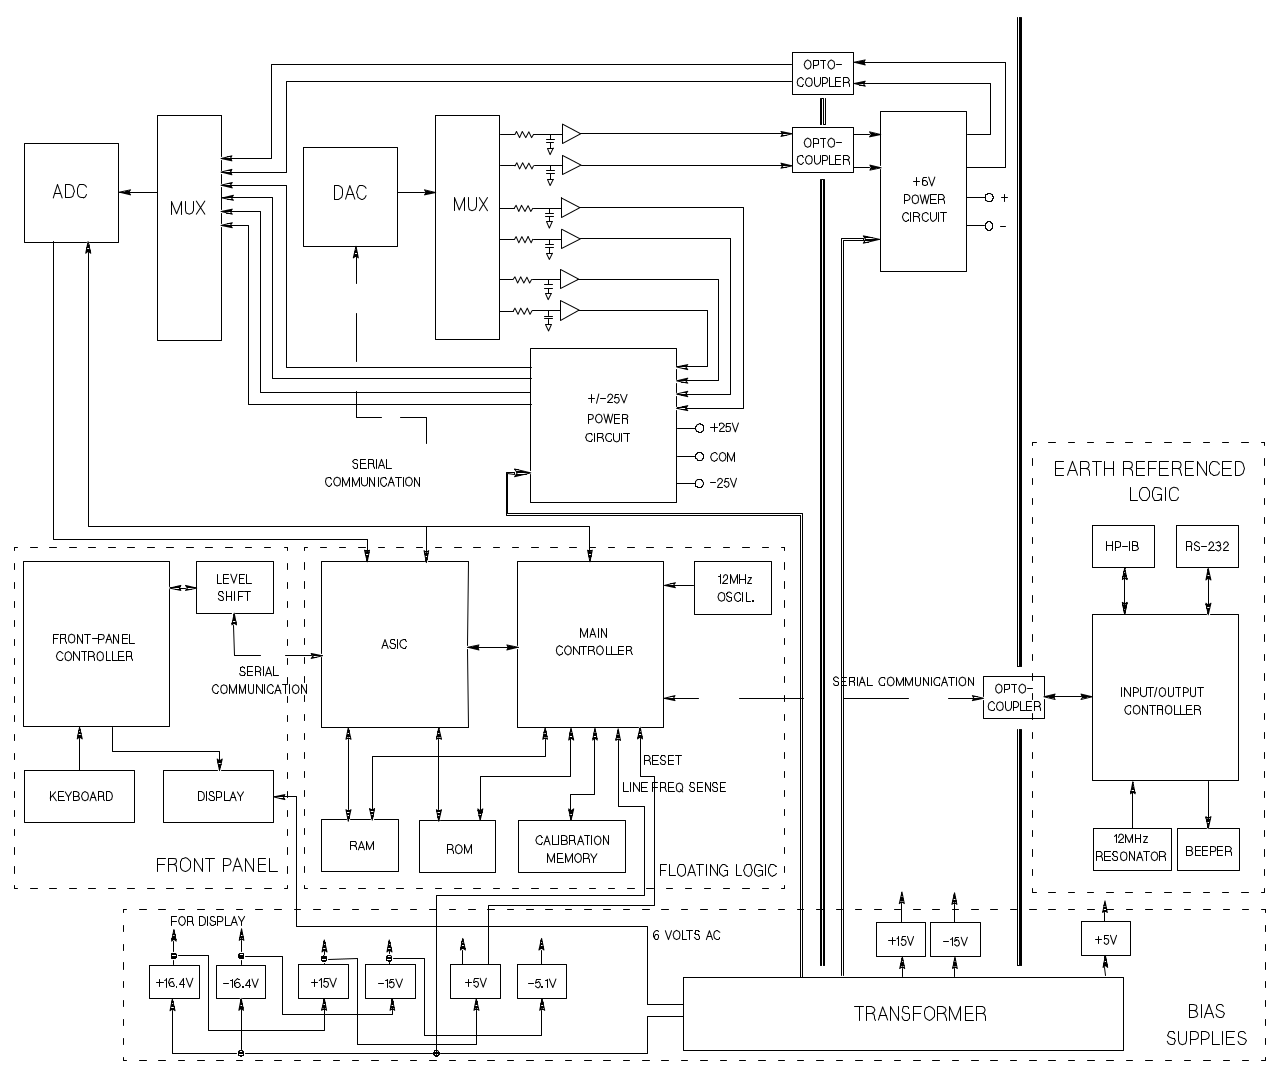 OPTO-
COUPLER
OPTO-
COUPLER
ADC
MUX
DAC
MUX
+6V
POWER
CIRCUIT
+
-
+/-25V
POWER
CIRCUIT
+25V
COM
-25V
SERIAL
COMMUNICATION
EARTH REFERENCED
LOGIC
HP-IB
RS-232
LEVEL
SHIFT
12MHz
OSCIL.
FRONT-PANEL
CONTROLLER
ASIC
MAIN
CONTROLLER
SERIAL
COMMUNICATION
SERIAL COMMUNICATION
OPTO-
COUPLER
INPUT/OUTPUT
CONTROLLER
RESET
LINE FREQ SENSE
KEYBOARD
DISPLAY
RAM
ROM
CALIBRATION
MEMORY
12MHz
RESONATOR
BEEPER
FRONT PANEL
FLOATING LOGIC
FOR DISPLAY
6 VOLTS AC
+15V
-15V
+5V
+16.4V
-16.4V
+15V
-15V
+5V
-5.1V
TRANSFORMER
BIAS
SUPPLIES